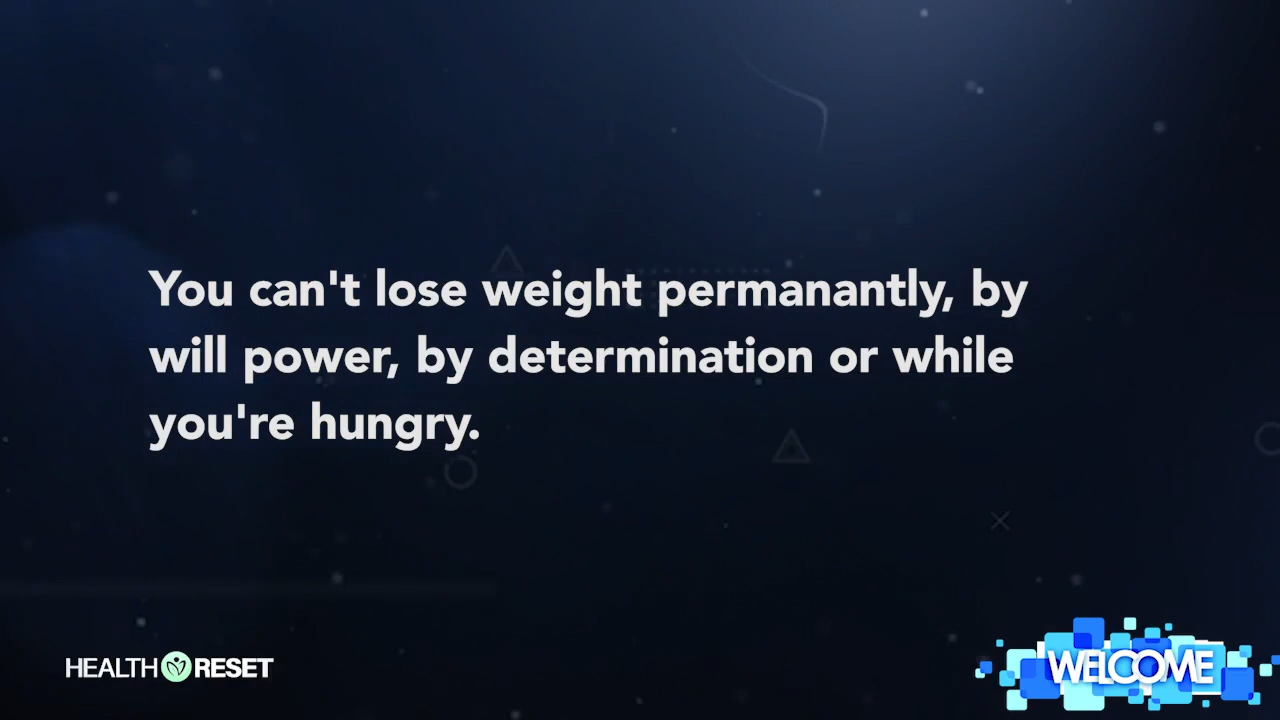 You can't lose weight permanantly, by
will power, by determination or while
you're hungry.
HEALTH RESET
WELCOME